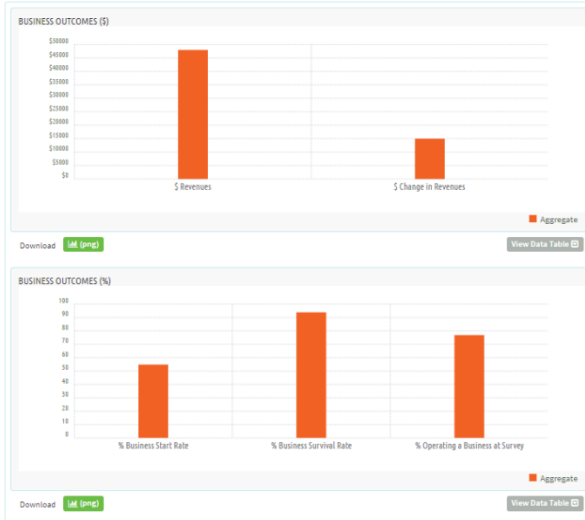 BUSINESS OUTCOMES ($)
$50000
$45000
$40000
$35000
$30000
$25000
$20000
$15000
$10000
$5000
$0
$ Revenues
$ Change in Revenues
Aggregate
Download (png)
View Data Table
BUSINESS OUTCOMES (%)
100
90
80
70
60
50
40
30
20
10
0
% Business Start Rate
% Business Survival Rate
% Operating a Business at Survey
Aggregate
Download (png)
View Data Table